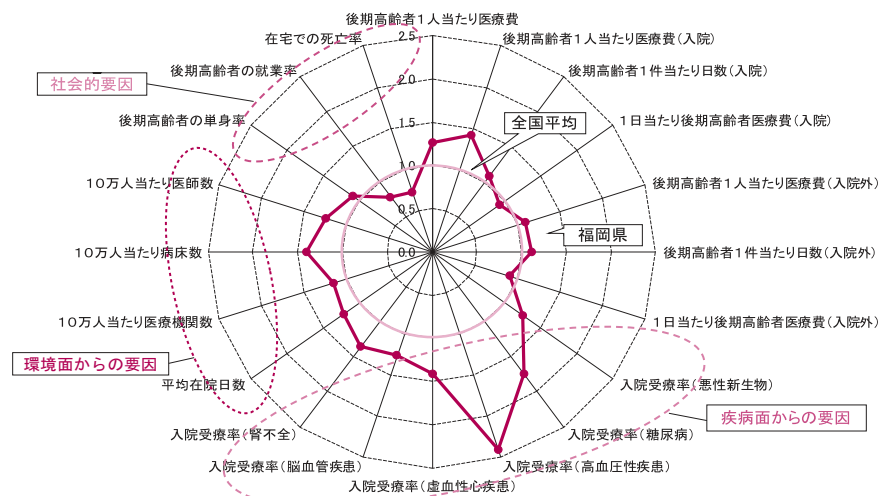 後期高齢者1人当たり医療費
在宅での死亡率
2.5
後期高齢者1人当たり医療費(入院)
後期高齢者の就業率
2.0
後期高齢者1件当たり日数(入院)
社会的要因
後期高齢者の単身率
1.5
全国平均
1日当たり後期高齢者医療費(入院)
1.0
10万人当たり医師数
後期高齢者1人当たり医療費(入院外)
0.5
福岡県
10万人当たり病床数
0.0
後期高齢者1件当たり日数(入院外)
10万人当たり医療機関数
1日当たり後期高齢者医療費(入院外)
環境面からの要因
平均在院日数
入院受療率(悪性新生物)
疾病面からの要因
入院受療率(腎不全)
入院受療率(糖尿病)
入院受療率(脳血管疾患)
入院受療率(高血圧性疾患)
入院受療率(虚血性心疾患)